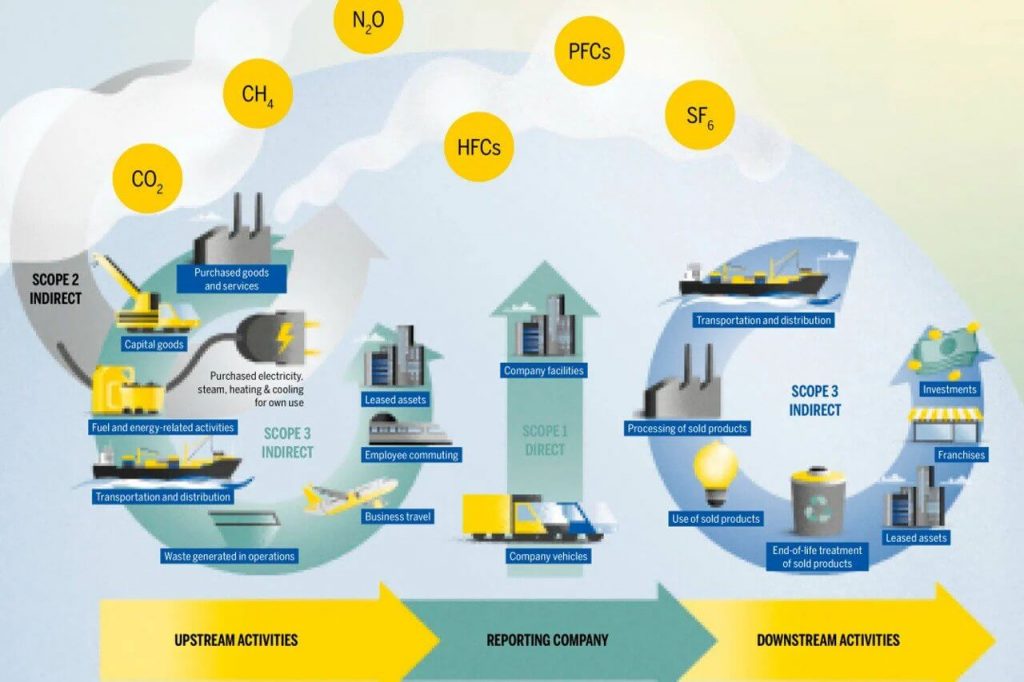 N₂O
PFCs
CH₄
SF₆
HFCs
CO₂
SCOPE 2
INDIRECT
Purchased goods
and services
Capital goods
Purchased electricity,
steam, heating & cooling
for own use
Fuel and energy-related activities
SCOPE 3
INDIRECT
Transportation and distribution
Waste generated in operations
Business travel
Employee commuting
Leased assets
Company facilities
SCOPE 1
DIRECT
Company vehicles
Transportation and distribution
Processing of sold products
SCOPE 3
INDIRECT
Use of sold products
End-of-life treatment
of sold products
Leased assets
Franchises
Investments
UPSTREAM ACTIVITIES
REPORTING COMPANY
DOWNSTREAM ACTIVITIES